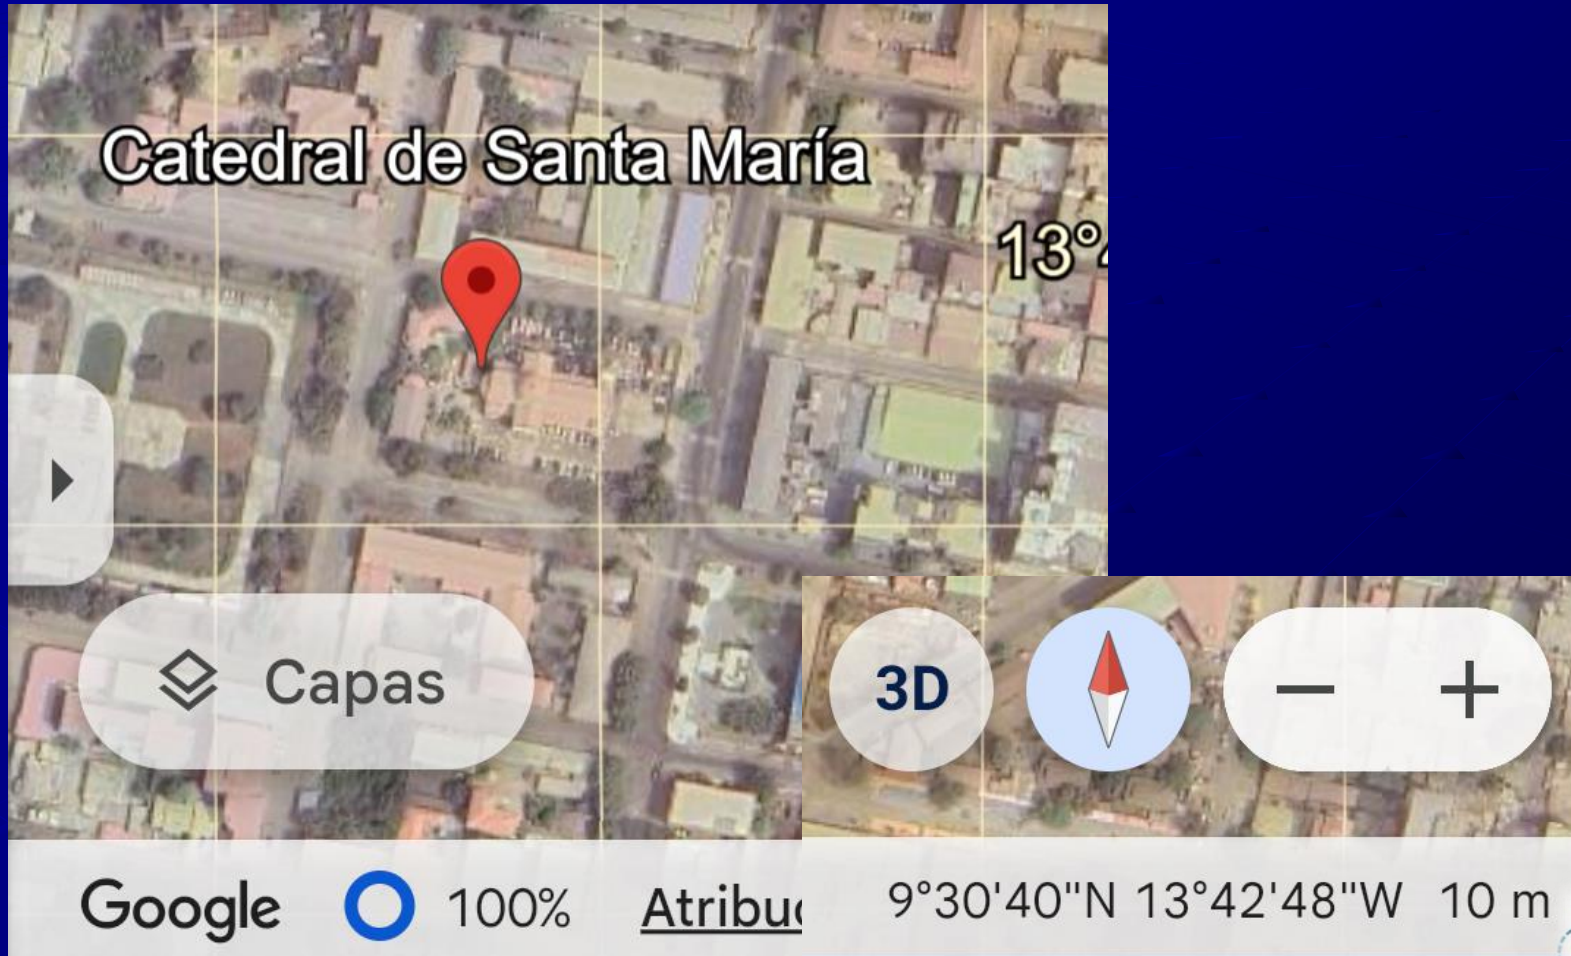 Catedral de Santa María
13°
Capas
3D
Google 100% Atribu
9°30'40"N 13°42'48"W 10 m